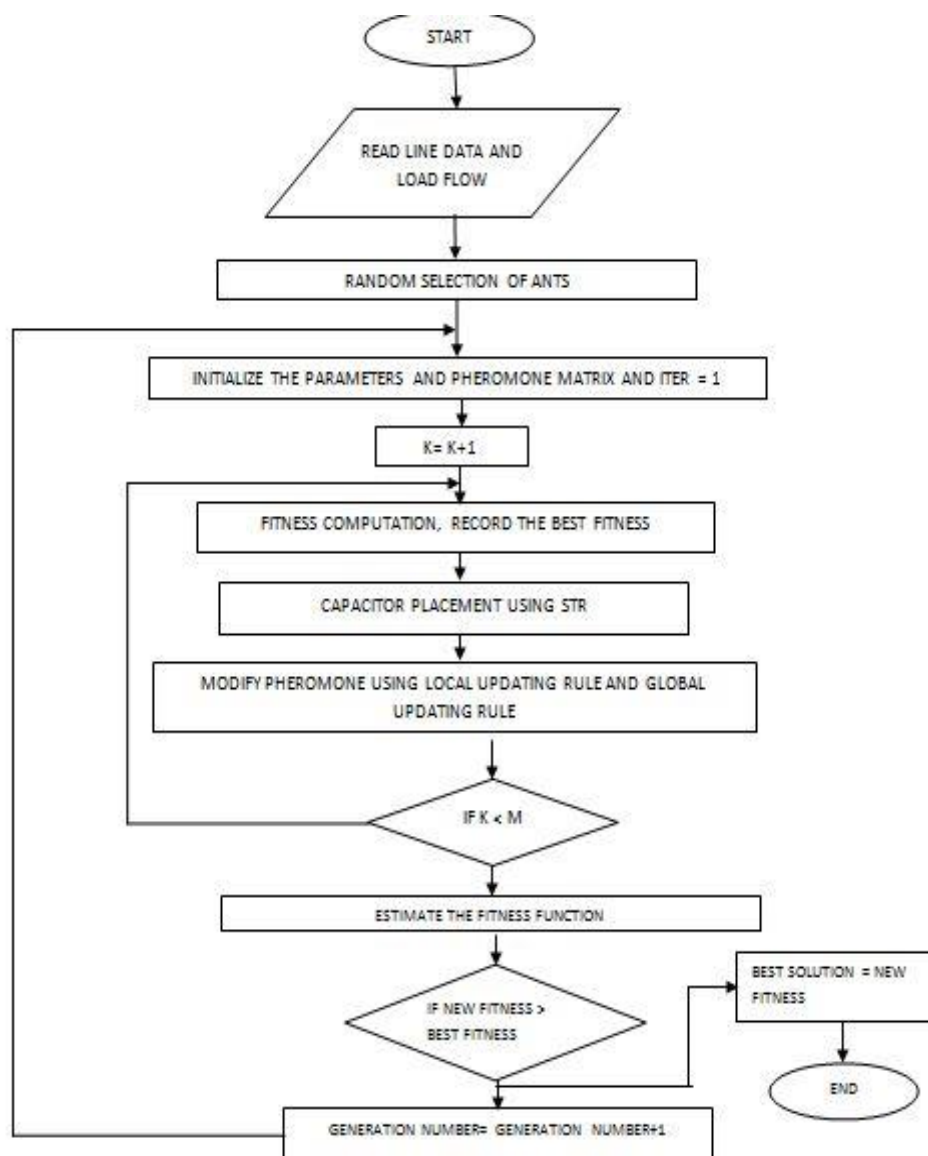 START
READ LINE DATA AND
LOAD FLOW
RANDOM SELECTION OF ANTS
INITIALIZE THE PARAMETERS AND PHEROMONE MATRIX AND ITER = 1
K= K+1
FITNESS COMPUTATION, RECORD THE BEST FITNESS
CAPACITOR PLACEMENT USING STR
MODIFY PHEROMONE USING LOCAL UPDATING RULE AND GLOBAL
UPDATING RULE
IF K < M
ESTIMATE THE FITNESS FUNCTION
IF NEW FITNESS >
BEST FITNESS
BEST SOLUTION = NEW
FITNESS
END
GENERATION NUMBER= GENERATION NUMBER+1